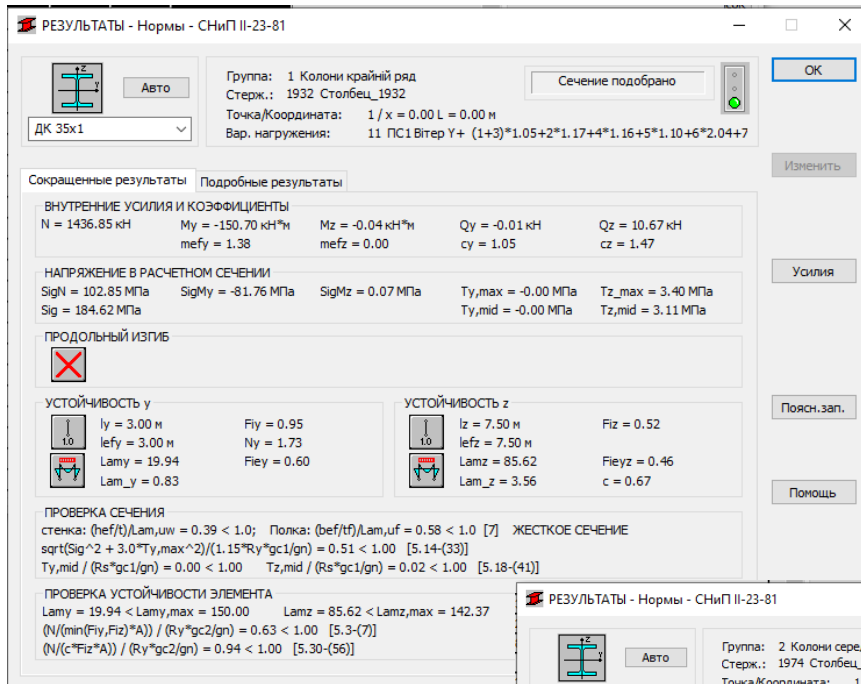 РЕЗУЛЬТАТЫ - Нормы - СНиП II-23-81
Авто
ДК 35x1
Группа: 1 Колони крайній ряд
Стерж.: 1932 Столбец_1932
Точка/Координата: 1 / x = 0.00 L = 0.00 м
Вар. нагружения: 11 ПС1 Вітер Y+ (1+3)*1.05+2*1.17+4*1.16+5*1.10+6*2.04+7
Сечение подобрано
OK
Изменить
Усилия
Поясн.зап.
Помощь
Сокращенные результаты Подробные результаты
ВНУТРЕННИЕ УСИЛИЯ И КОЭФФИЦИЕНТЫ
N = 1436.85 кН My = -150.70 кН*м Mz = -0.04 кН*м Qy = -0.01 кН Qz = 10.67 кН
mefy = 1.38 mefz = 0.00 cy = 1.05 cz = 1.47
НАПРЯЖЕНИЕ В РАСЧЕТНОМ СЕЧЕНИИ
SigN = 102.85 МПа SigMy = -81.76 МПа SigMz = 0.07 МПа Ty,max = -0.00 МПа Tz_max = 3.40 МПа
Sig = 184.62 МПа Ty,mid = -0.00 МПа Tz,mid = 3.11 МПа
ПРОДОЛЬНЫЙ ИЗГИБ
УСТОЙЧИВОСТЬ y
1.0
ly = 3.00 м Fiy = 0.95
lefy = 3.00 м Ny = 1.73
Lamy = 19.94 Fiey = 0.60
Lam_y = 0.83
УСТОЙЧИВОСТЬ z
1.0
lz = 7.50 м Fiz = 0.52
lefz = 7.50 м
Lamz = 85.62 Fieyz = 0.46
Lam_z = 3.56 c = 0.67
ПРОВЕРКА СЕЧЕНИЯ
стенка: (hef/t)/Lam,uw = 0.39 < 1.0; Полка: (bef/tf)/Lam,uf = 0.58 < 1.0 [7] ЖЕСТКОЕ СЕЧЕНИЕ
sqrt(Sig^2 + 3.0*Ty,max^2)/(1.15*Ry*gc1/gn) = 0.51 < 1.00 [5.14-(33)]
Ty,mid / (Rs*gc1/gn) = 0.00 < 1.00 Tz,mid / (Rs*gc1/gn) = 0.02 < 1.00 [5.18-(41)]
ПРОВЕРКА УСТОЙЧИВОСТИ ЭЛЕМЕНТА
Lamy = 19.94 < Lamy,max = 150.00 Lamz = 85.62 < Lamz,max = 142.37
(N/(min(Fiy,Fiz)*A)) / (Ry*gc2/gn) = 0.63 < 1.00 [5.3-(7)]
(N/(c*Fiz*A)) / (Ry*gc2/gn) = 0.94 < 1.00 [5.30-(56)]
РЕЗУЛЬТАТЫ - Нормы - СНиП II-23-81
Авто
Группа: 2 Колони сере
Стерж.: 1974 Столбец_
Точка/Координата: 1